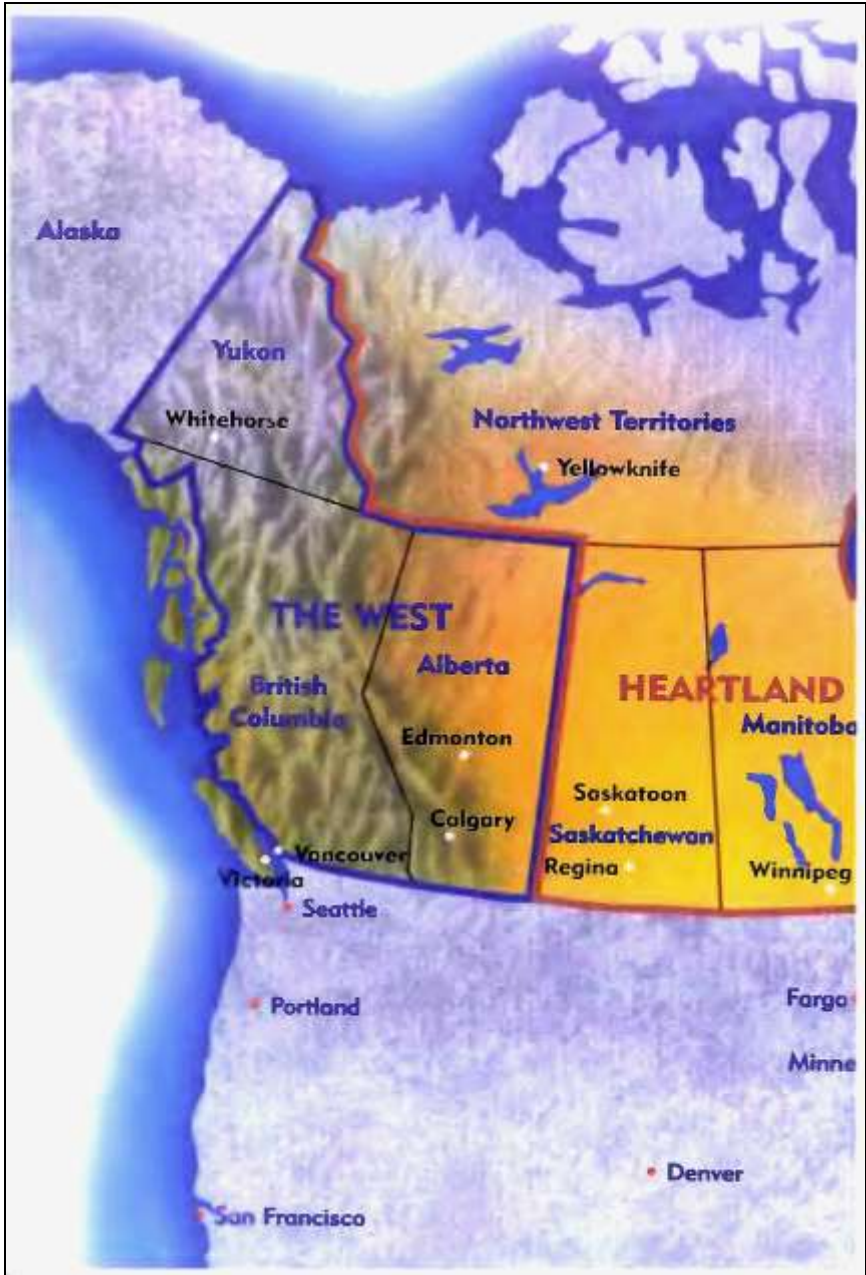 Alaska
Yukon
Whitehorse
Northwest Territories
Yellowknife
THE WEST
Alberta
British
Columbia
HEARTLAND
Manitoba
Edmonton
Saskatoon
Calgary
Saskatchewan
Vancouver
Regina
Victoria
Winnipeg
Seattle
Fargo
Portland
Minne
Denver
San Francisco